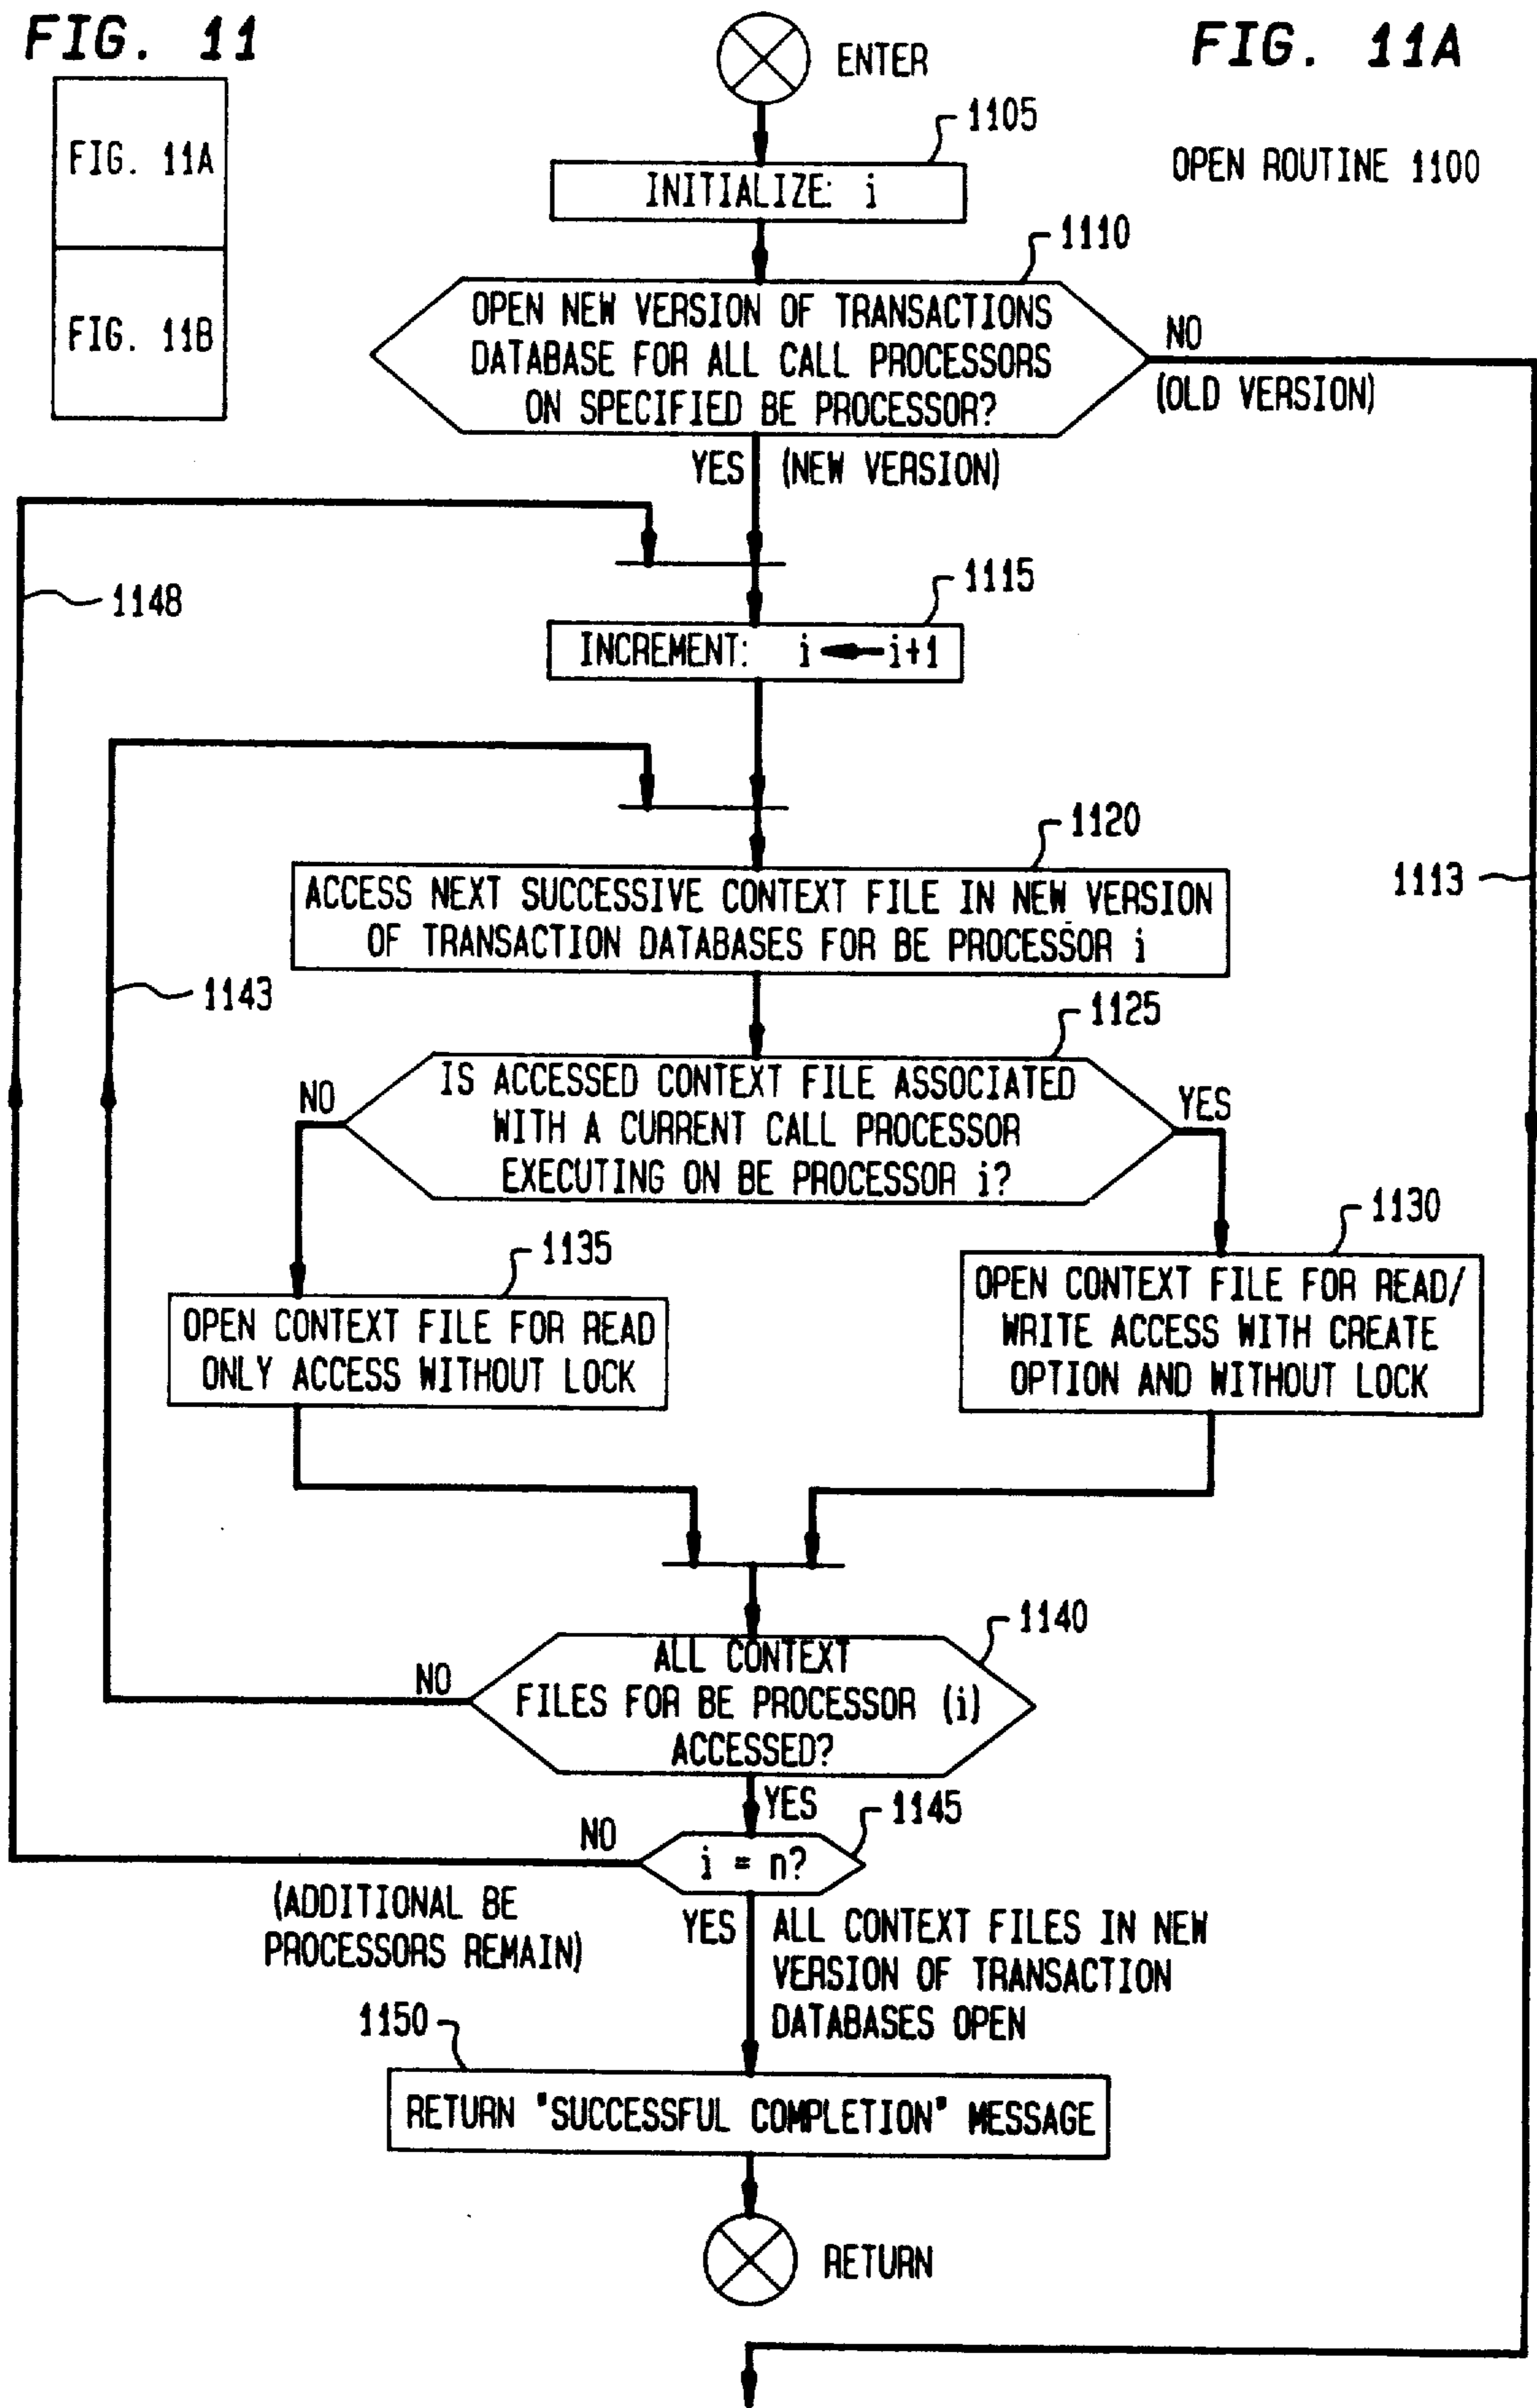 FIG. 11
FIG. 11A
FIG. 11B
FIG. 11A
OPEN ROUTINE 1100
ENTER
1105
INITIALIZE: i
1110
OPEN NEW VERSION OF TRANSACTIONS
DATABASE FOR ALL CALL PROCESSORS
ON SPECIFIED BE PROCESSOR?
NO
(OLD VERSION)
YES (NEW VERSION)
1148
1115
INCREMENT: i ← i+1
1120
ACCESS NEXT SUCCESSIVE CONTEXT FILE IN NEW VERSION
OF TRANSACTION DATABASES FOR BE PROCESSOR i
1113
1143
1125
IS ACCESSED CONTEXT FILE ASSOCIATED
WITH A CURRENT CALL PROCESSOR
EXECUTING ON BE PROCESSOR i?
NO
YES
1135
OPEN CONTEXT FILE FOR READ
ONLY ACCESS WITHOUT LOCK
1130
OPEN CONTEXT FILE FOR READ/
WRITE ACCESS WITH CREATE
OPTION AND WITHOUT LOCK
1140
ALL CONTEXT
FILES FOR BE PROCESSOR (i)
ACCESSED?
NO
YES
1145
i = n?
NO
(ADDITIONAL BE
PROCESSORS REMAIN)
YES
ALL CONTEXT FILES IN NEW
VERSION OF TRANSACTION
DATABASES OPEN
1150
RETURN "SUCCESSFUL COMPLETION" MESSAGE
RETURN